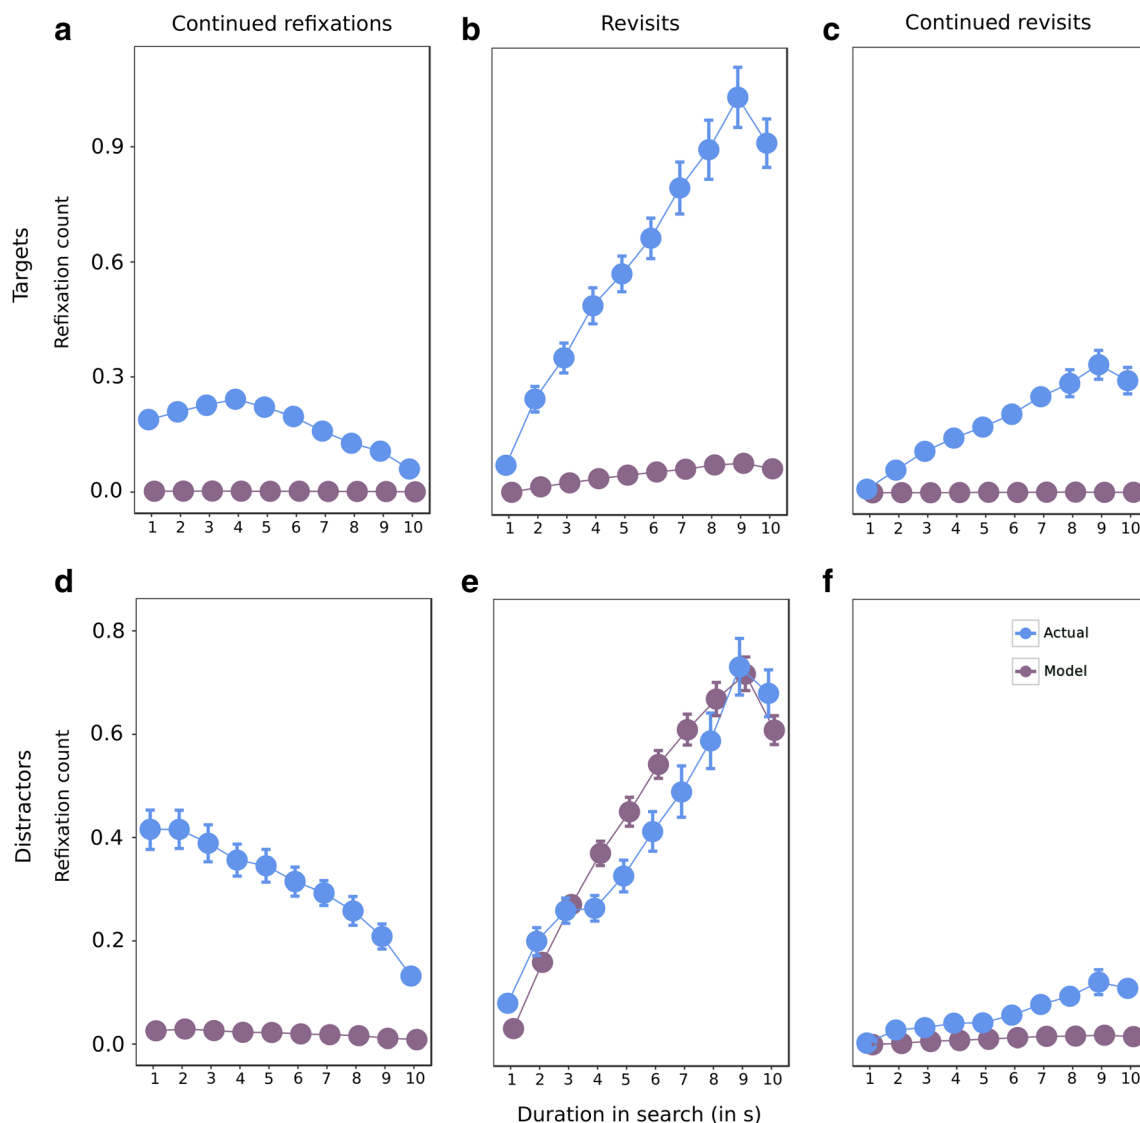 a Continued refixations b Revisits c Continued revisits
Targets
Refixation count
0.9
0.6
0.3
0.0
1 2 3 4 5 6 7 8 9 10 1 2 3 4 5 6 7 8 9 10 1 2 3 4 5 6 7 8 9 10
d e f
Distractors
Refixation count
0.8
0.6
0.4
0.2
0.0
Actual
Model
1 2 3 4 5 6 7 8 9 10 1 2 3 4 5 6 7 8 9 10 1 2 3 4 5 6 7 8 9 10
Duration in search (in s)